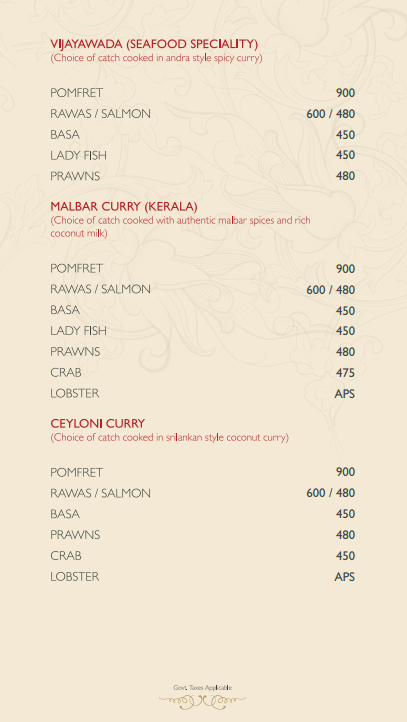 VIJAYAWADA (SEAFOOD SPECIALITY)
(Choice of catch cooked in andra style spicy curry)
POMFRET 900
RAWAS / SALMON 600 / 480
BASA 450
LADY FISH 450
PRAWNS 480
MALBAR CURRY (KERALA)
(Choice of catch cooked with authentic malbar spices and rich
coconut milk)
POMFRET 900
RAWAS / SALMON 600 / 480
BASA 450
LADY FISH 450
PRAWNS 480
CRAB 475
LOBSTER APS
CEYLONI CURRY
(Choice of catch cooked in srilankan style coconut curry)
POMFRET 900
RAWAS / SALMON 600 / 480
BASA 450
PRAWNS 480
CRAB 450
LOBSTER APS
Govt. Taxes Applicable